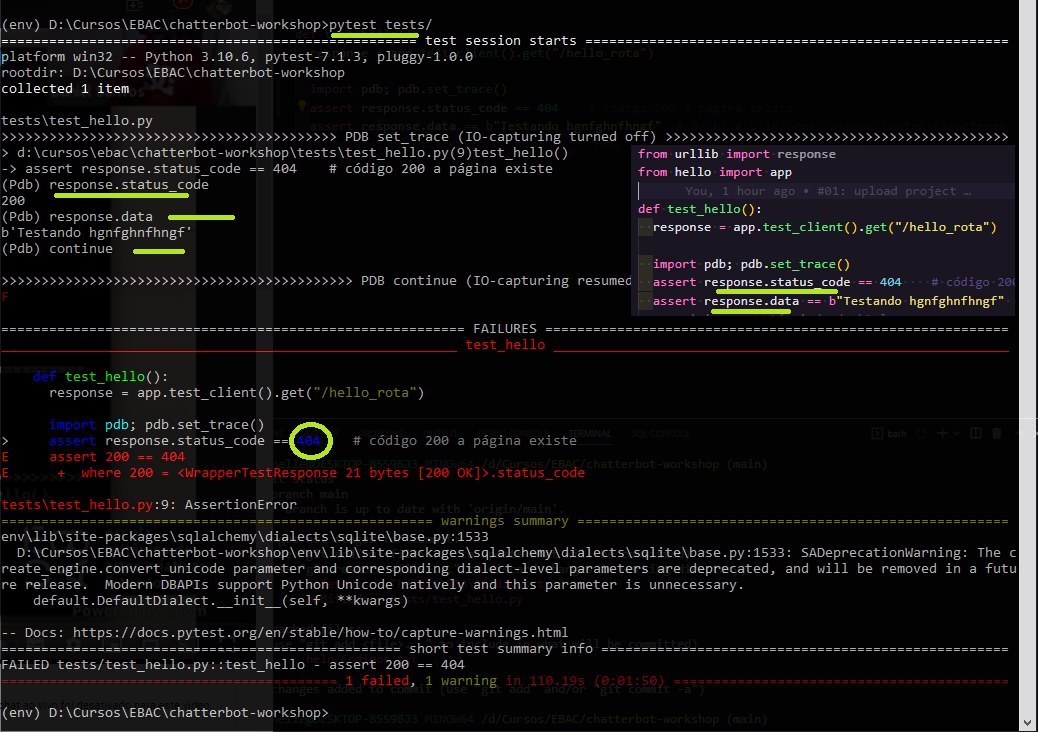 (env) D:\Cursos\EBAC\chatterbot-workshop>pytest tests/
test session starts
platform win32 -- Python 3.10.6, pytest-7.1.3, pluggy-1.0.0
rootdir: D:\Cursos\EBAC\chatterbot-workshop
collected 1 item
tests\test_hello.py
>>>>>>>>>>>>>>>>>>>>>>>>>>>>>>>>>>>>>>>>>> PDB set_trace (IO-capturing turned off) >>>>>>>>>>>>>>>>>>>>>>>>>>>>>>>>>>>>>>>>>>>
> d:\cursos\ebac\chatterbot-workshop\tests\test_hello.py(9)test_hello()
-> assert response.status_code == 404    # código 200 a página existe
(Pdb) response.status_code
200
(Pdb) response.data
b'Testando hgnfghnfhngf'
(Pdb) continue
>>>>>>>>>>>>>>>>>>>>>>>>>>>>>>>>>>>>>>>>>>>> PDB continue (IO-capturing resumed
F
from urllib import response
from hello import app
You, 1 hour ago • #01: upload project …
def test_hello():
response = app.test_client().get("/hello_rota")
import pdb; pdb.set_trace()
assert response.status_code == 404    # código 200
assert response.data == b"Testando hgnfghnfhngf"
FAILURES
test_hello
def test_hello():
response = app.test_client().get("/hello_rota")
import pdb; pdb.set_trace()
>     assert response.status_code == 404    # código 200 a página existe
E     assert 200 == 404
E      +  where 200 = <WrapperTestResponse 21 bytes [200 OK]>.status_code
tests\test_hello.py:9: AssertionError
warnings summary
env\lib\site-packages\sqlalchemy\dialects\sqlite\base.py:1533
D:\Cursos\EBAC\chatterbot-workshop\env\lib\site-packages\sqlalchemy\dialects\sqlite\base.py:1533: SADeprecationWarning: The c
reate_engine.convert_unicode parameter and corresponding dialect-level parameters are deprecated, and will be removed in a futu
re release.  Modern DBAPIs support Python Unicode natively and this parameter is unnecessary.
default.DefaultDialect.__init__(self, **kwargs)
-- Docs: https://docs.pytest.org/en/stable/how-to/capture-warnings.html
short test summary info
FAILED tests/test_hello.py::test_hello - assert 200 == 404
1 failed, 1 warning in 110.19s (0:01:50)
(env) D:\Cursos\EBAC\chatterbot-workshop>